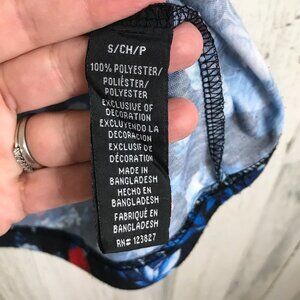 S/CH/P
100% POLYESTER/
POLIÉSTER/
POLYESTER
EXCLUSIVE OF
DECORATION
EXCLUYENDO LA
DECORACIÓN
EXCLUSIF DE
DÉCORATION
MADE IN
BANGLADESH
HECHO EN
BANGLADESH
FABRIQUÉ EN
BANGLADESH
RN# 123827